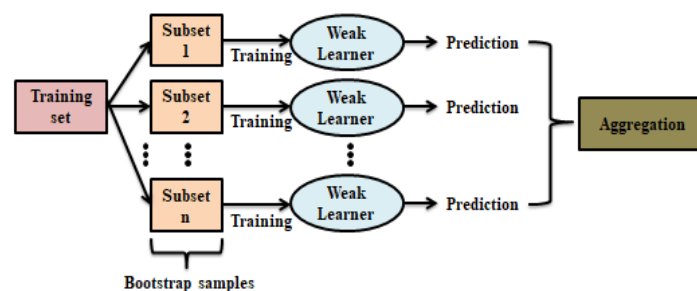 Training
set
Subset
1
Training
Weak
Learner
Prediction
Subset
2
Training
Weak
Learner
Prediction
Subset
n
Training
Weak
Learner
Prediction
Aggregation
Bootstrap samples